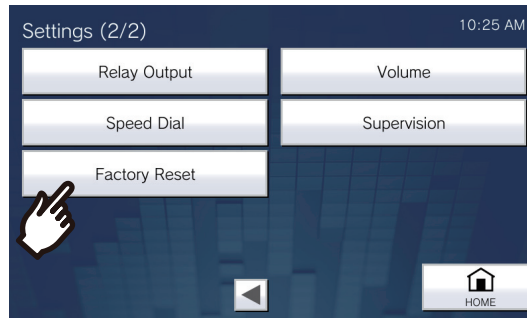 Settings (2/2)
10:25 AM
Relay Output
Volume
Speed Dial
Supervision
Factory Reset
HOME